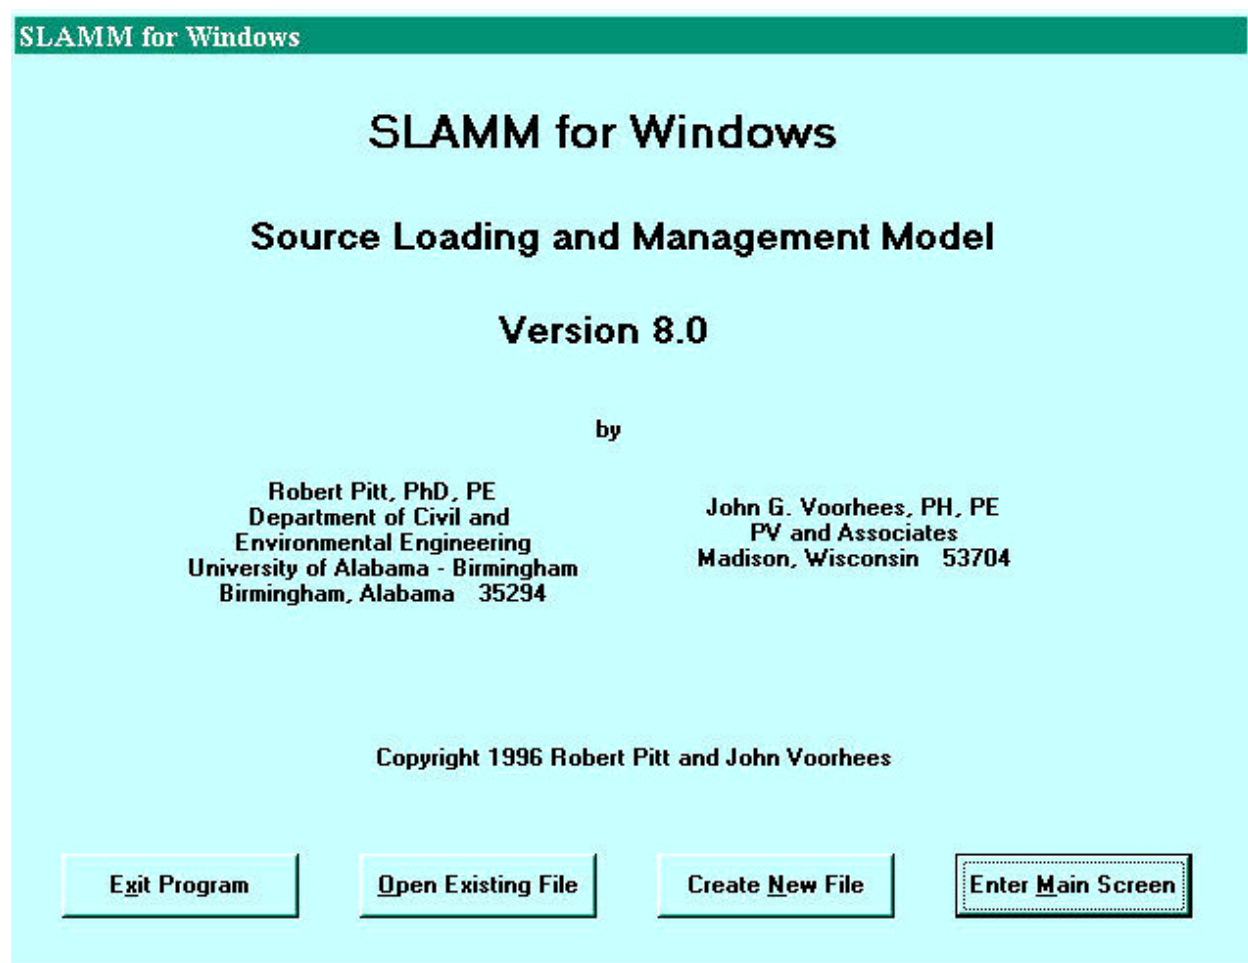 SLAMM for Windows
SLAMM for Windows
Source Loading and Management Model
Version 8.0
by
Robert Pitt, PhD, PE
Department of Civil and
Environmental Engineering
University of Alabama - Birmingham
Birmingham, Alabama 35294
John G. Voorhees, PH, PE
PV and Associates
Madison, Wisconsin 53704
Copyright 1996 Robert Pitt and John Voorhees
Exit Program
Open Existing File
Create New File
Enter Main Screen